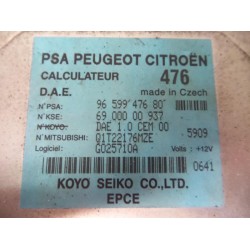 PSA PEUGEOT CITROËN
CALCULATEUR 476
D.A.E. made in Czech
N°PSA: 96 599 476 80
N°KSE: 69 000 00 937
N°KOYO: DAE 1.0 CEM 00
N°MITSUBISHI: Q1T22176MZE 5909
Logiciel: G025710A Volts : +12V
0641
KOYO SEIKO CO.,LTD.
EPCE